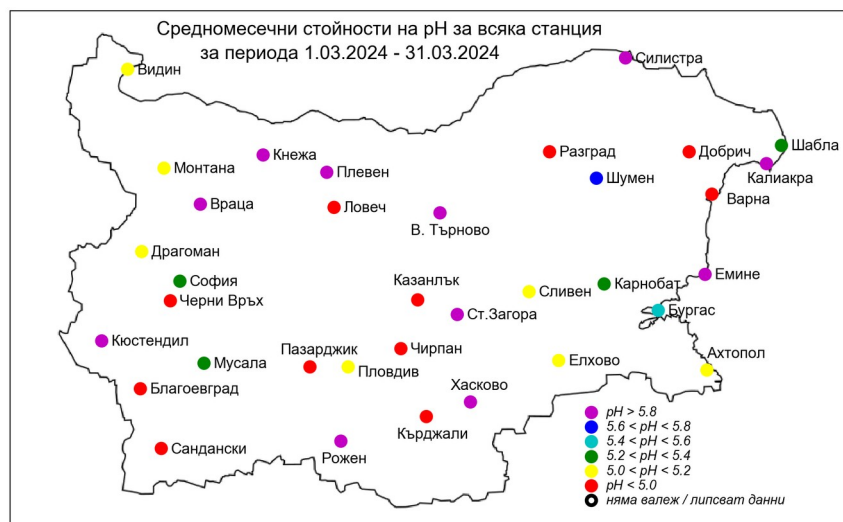 Средномесечни стойности на pH за всяка станция
за периода 1.03.2024 - 31.03.2024
Силистра
Видин
Шабла
Кнежа
Разград
Добрич
Монтана
Плевен
Шумен
Калиакра
Варна
Враца
Ловеч
В. Търново
Драгоман
Емине
София
Карнобат
Казанлък
Сливен
Черни Връх
Ст.Загора
Бургас
Кюстендил
Чирпан
Пазарджик
Ахтопол
Мусала
Елхово
Пловдив
Благоевград
Хасково
Кърджали
Сандански
Рожен
pH > 5.8
5.6 < pH < 5.8
5.4 < pH < 5.6
5.2 < pH < 5.4
5.0 < pH < 5.2
pH < 5.0
няма валеж / липсват данни